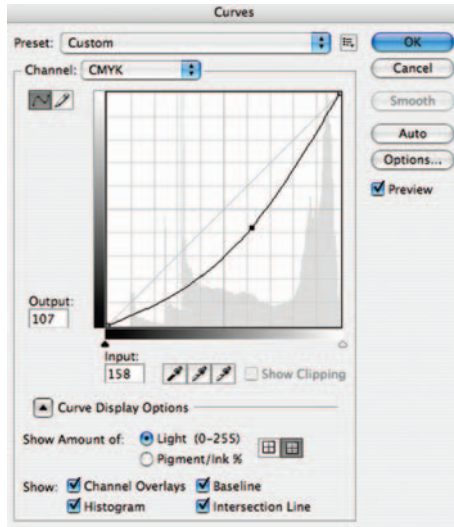 Curves
Preset: Custom
OK
Channel: CMYK
Cancel
Smooth
Auto
Options...
Preview
Output:
107
Input:
158
Show Clipping
Curve Display Options
Show Amount of: Light (0-255)
Pigment/Ink %
Show: Channel Overlays Baseline
Histogram Intersection Line